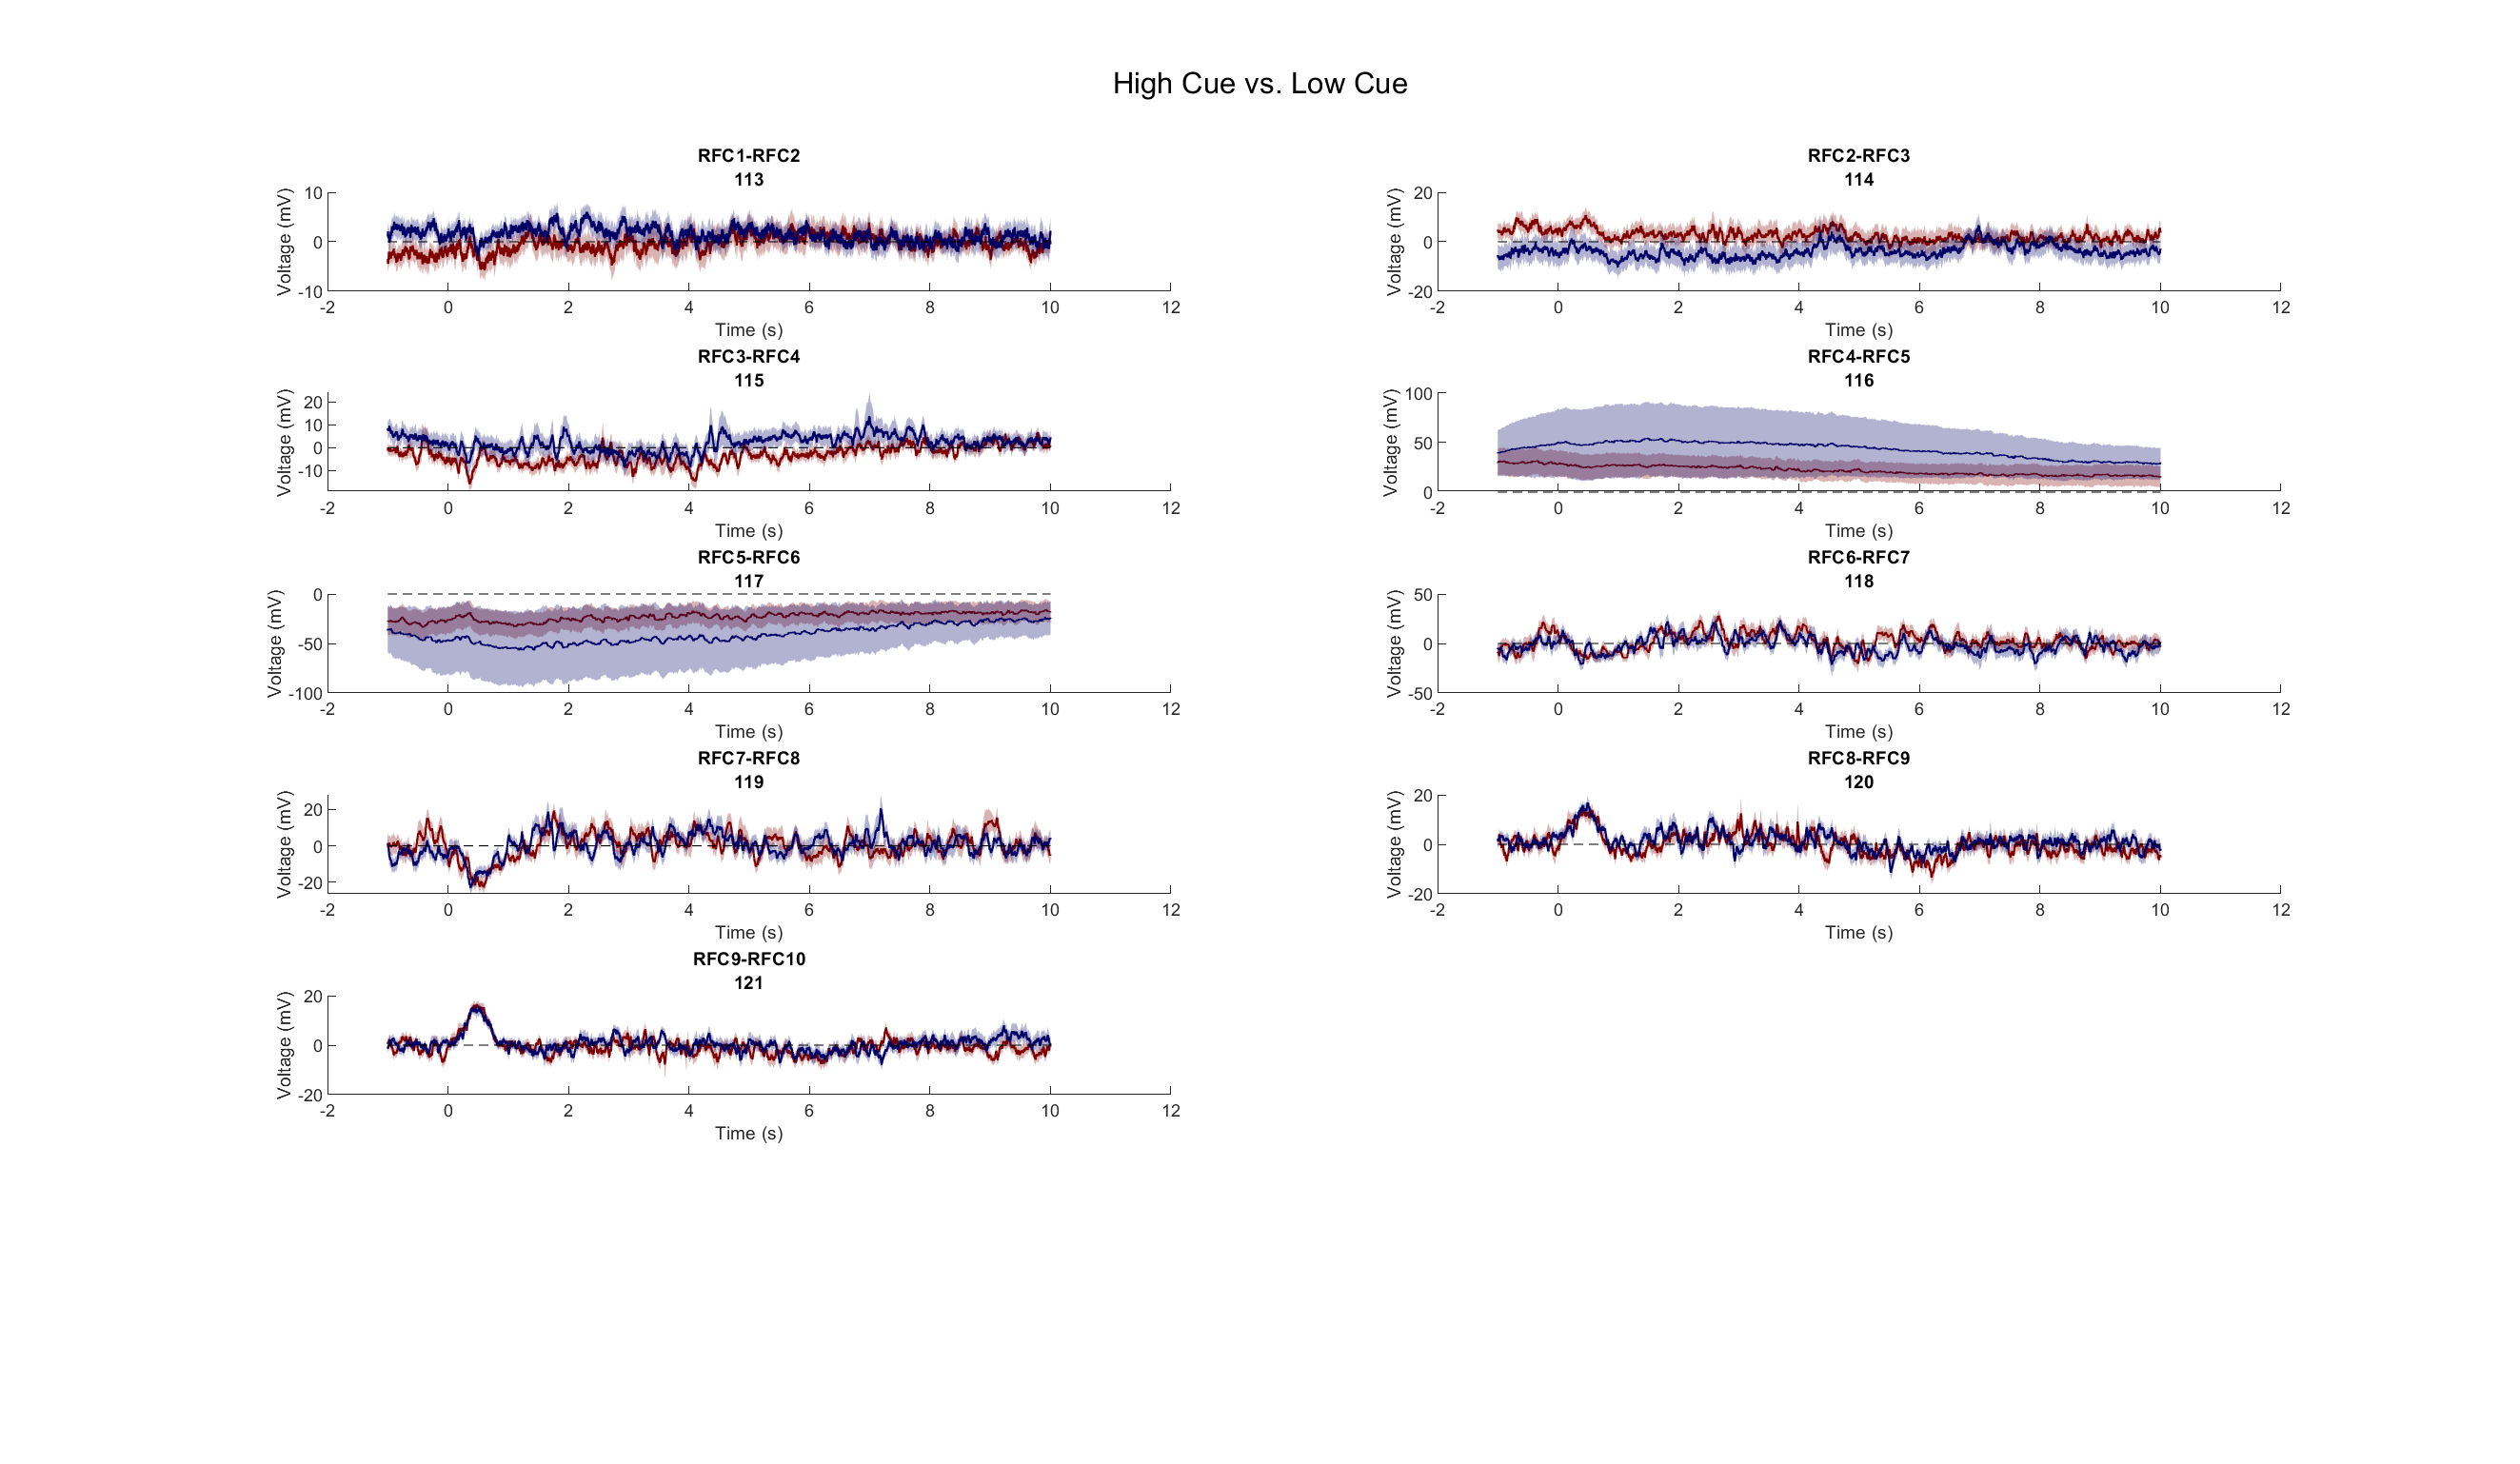 High Cue vs. Low Cue
RFC1-RFC2
113
Voltage (mV)
10
0
-10
-2 0 2 4 6 8 10 12
Time (s)
RFC2-RFC3
114
Voltage (mV)
20
0
-20
-2 0 2 4 6 8 10 12
Time (s)
RFC3-RFC4
115
Voltage (mV)
20
10
0
-10
-2 0 2 4 6 8 10 12
Time (s)
RFC4-RFC5
116
Voltage (mV)
100
50
0
-2 0 2 4 6 8 10 12
Time (s)
RFC5-RFC6
117
Voltage (mV)
0
-50
-100
-2 0 2 4 6 8 10 12
Time (s)
RFC6-RFC7
118
Voltage (mV)
50
0
-50
-2 0 2 4 6 8 10 12
Time (s)
RFC7-RFC8
119
Voltage (mV)
20
0
-20
-2 0 2 4 6 8 10 12
Time (s)
RFC8-RFC9
120
Voltage (mV)
20
0
-20
-2 0 2 4 6 8 10 12
Time (s)
RFC9-RFC10
121
Voltage (mV)
20
0
-20
-2 0 2 4 6 8 10 12
Time (s)